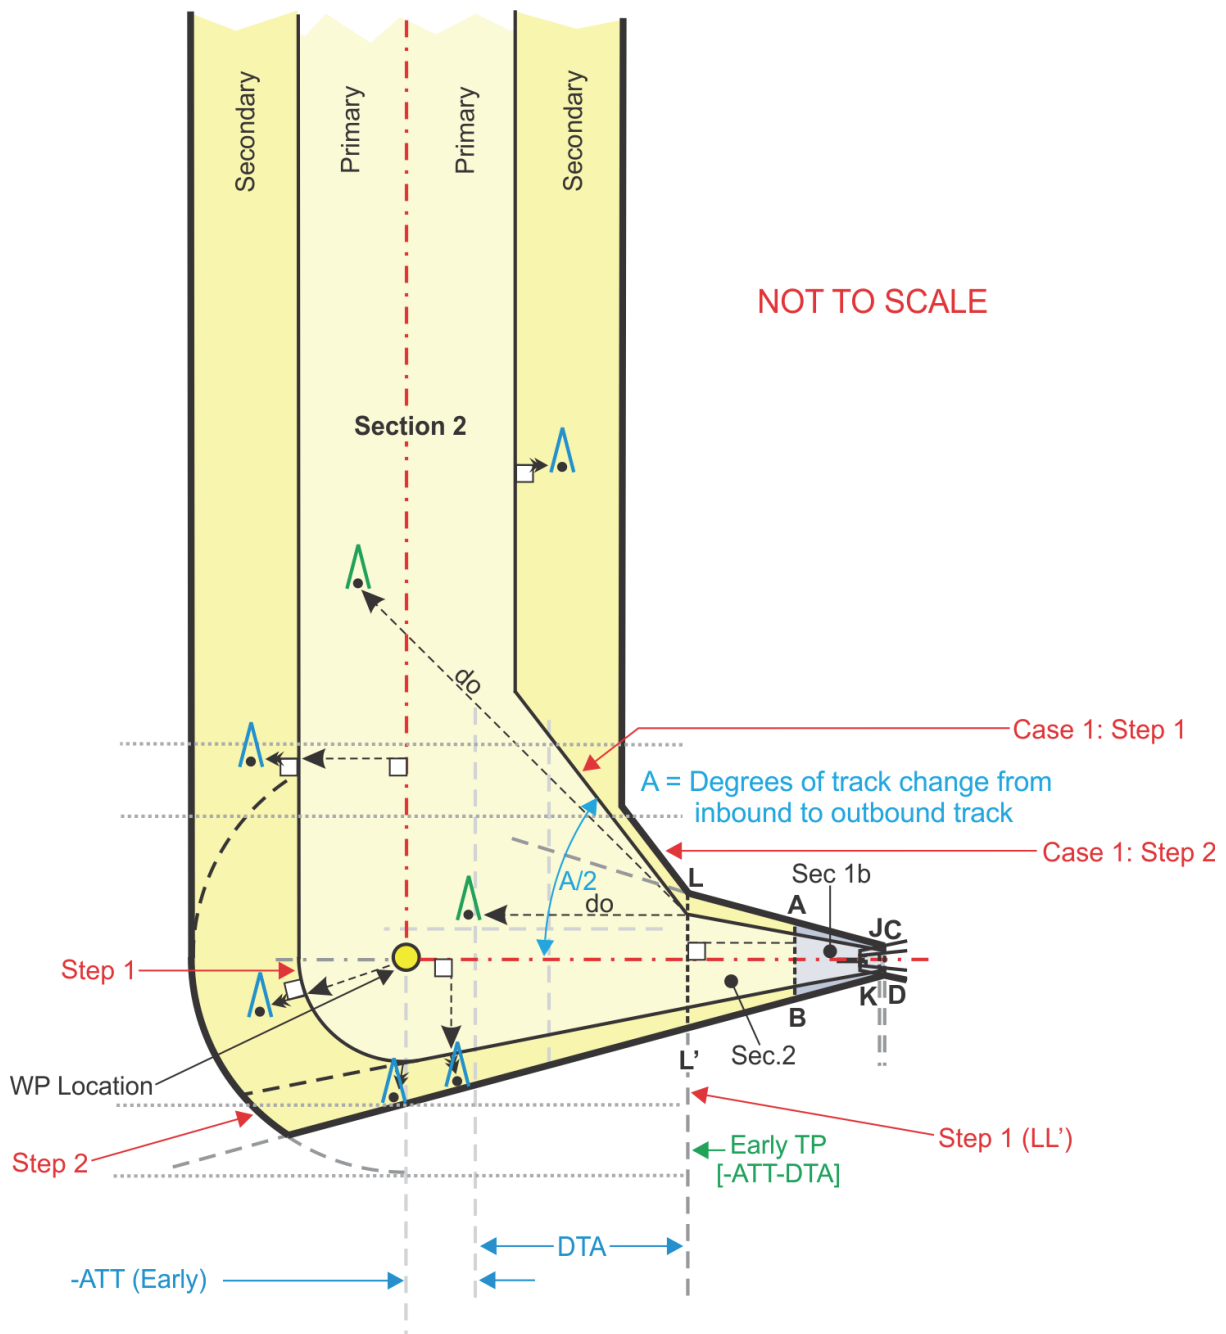 Secondary
Primary
Primary
Secondary
NOT TO SCALE
Section 2
do
Case 1: Step 1
A = Degrees of track change from
inbound to outbound track
Case 1: Step 2
A/2
L
Sec 1b
do
A
J
C
Step 1
K
D
B
WP Location
L’
Sec.2
Step 1 (LL’)
Step 2
Early TP
[-ATT-DTA]
DTA
-ATT (Early)